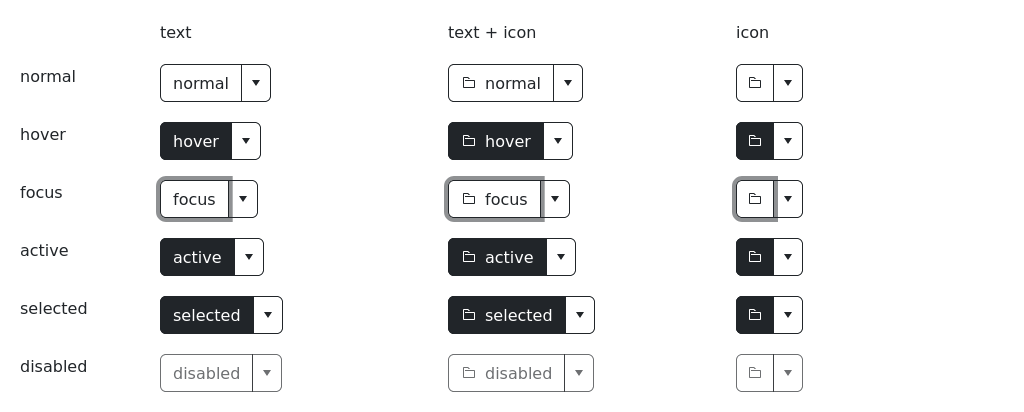 text text + icon icon
normal normal normal
hover hover hover
focus focus focus
active active active
selected selected selected
disabled disabled disabled